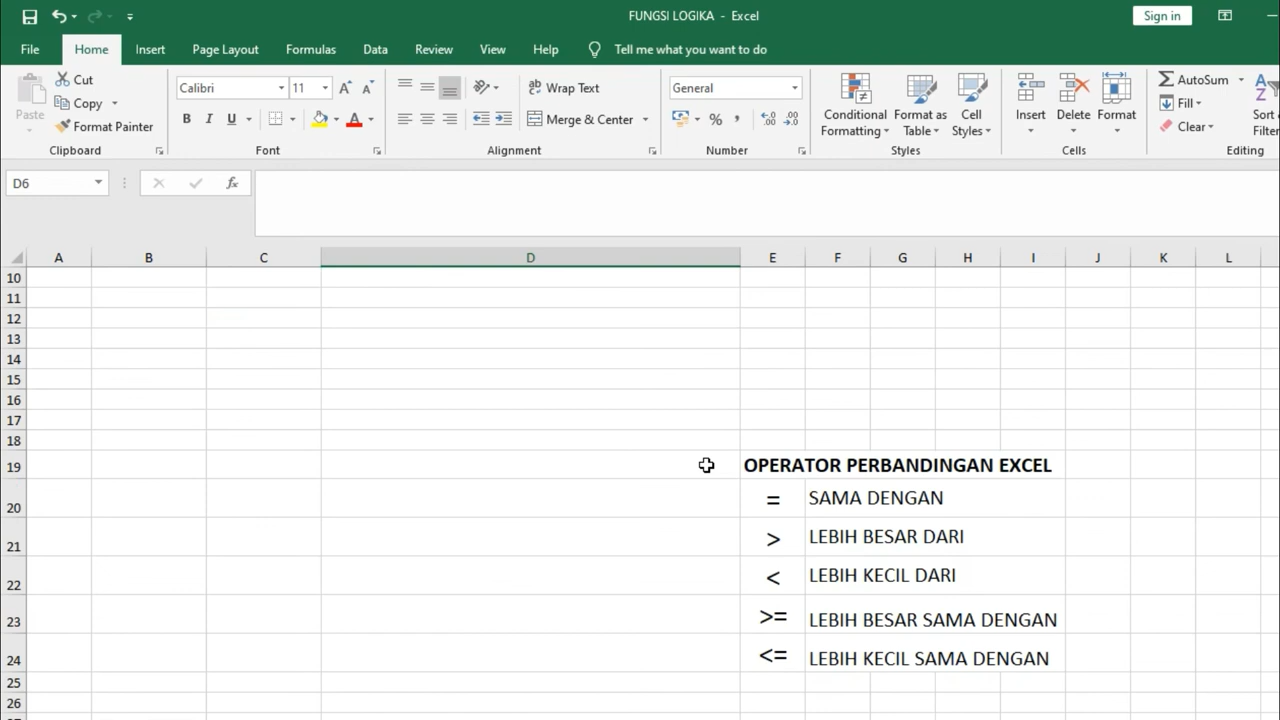 FUNGSI LOGIKA - Excel
Sign in
File Home Insert Page Layout Formulas Data Review View Help Tell me what you want to do
Paste
Cut
Copy
Format Painter
Clipboard
Calibri 11
B I U
Font
Wrap Text
Merge & Center
Alignment
General
% ,
Number
Conditional Formatting
Format as Table
Cell Styles
Styles
Insert
Delete
Format
Cells
AutoSum
Fill
Clear
Sort
Filter
Editing
D6
fx
A B C D E F G H I J K L
10
11
12
13
14
15
16
17
18
19 OPERATOR PERBANDINGAN EXCEL
20 = SAMA DENGAN
21 > LEBIH BESAR DARI
22 < LEBIH KECIL DARI
23 >= LEBIH BESAR SAMA DENGAN
24 <= LEBIH KECIL SAMA DENGAN
25
26